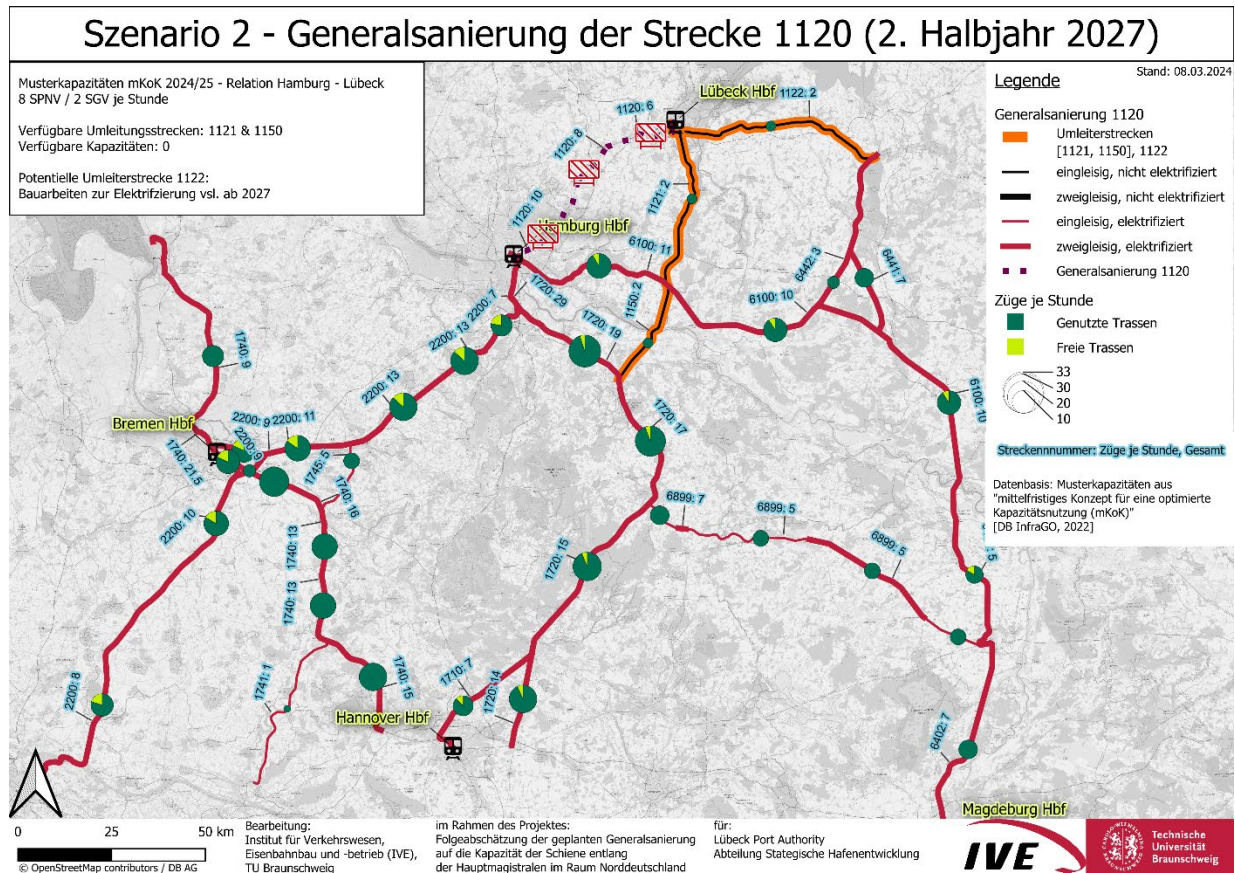 Szenario 2 - Generalsanierung der Strecke 1120 (2. Halbjahr 2027)
Musterkapazitäten mKoK 2024/25 - Relation Hamburg - Lübeck
8 SPNV / 2 SGV je Stunde
Verfügbare Umleitungsstrecken: 1121 & 1150
Verfügbare Kapazitäten: 0
Potentielle Umleiterstrecke 1122:
Bauarbeiten zur Elektrifzierung vsl. ab 2027
Stand: 08.03.2024
Legende
Generalsanierung 1120
Umleiterstrecken
[1121, 1150], 1122
eingleisig, nicht elektrifiziert
zweigleisig, nicht elektrifiziert
eingleisig, elektrifiziert
zweigleisig, elektrifiziert
Generalsanierung 1120
Züge je Stunde
Genutzte Trassen
Freie Trassen
33
30
20
10
Streckennnummer: Züge je Stunde, Gesamt
Datenbasis: Musterkapazitäten aus
"mittelfristiges Konzept für eine optimierte
Kapazitätsnutzung (mKoK)"
[DB InfraGO, 2022]
Lübeck Hbf
1122: 2
1120: 6
1120: 8
1120: 10
Hamburg Hbf
1121: 2
6100: 11
6442: 3
6441: 7
1150: 2
6100: 10
1720: 29
2200: 7
1720: 19
2200: 13
2200: 13
1740: 9
Bremen Hbf
2200: 9
2200: 11
2200: 9
1740: 21.5
1745: 5
1740: 16
2200: 10
1740: 13
1740: 13
1720: 17
6100: 10
6899: 7
6899: 5
6899: 5
1720: 15
1741: 1
1740: 15
1710: 7
1720: 14
2200: 8
Hannover Hbf
6402: 7
Magdeburg Hbf
0 25 50 km
© OpenStreetMap contributors / DB AG
Bearbeitung:
Institut für Verkehrswesen,
Eisenbahnbau und -betrieb (IVE),
TU Braunschweig
im Rahmen des Projektes:
Folgeabschätzung der geplanten Generalsanierung
auf die Kapazität der Schiene entlang
der Hauptmagistralen im Raum Norddeutschland
für:
Lübeck Port Authority
Abteilung Stategische Hafenentwicklung
IVE
Technische
Universität
Braunschweig